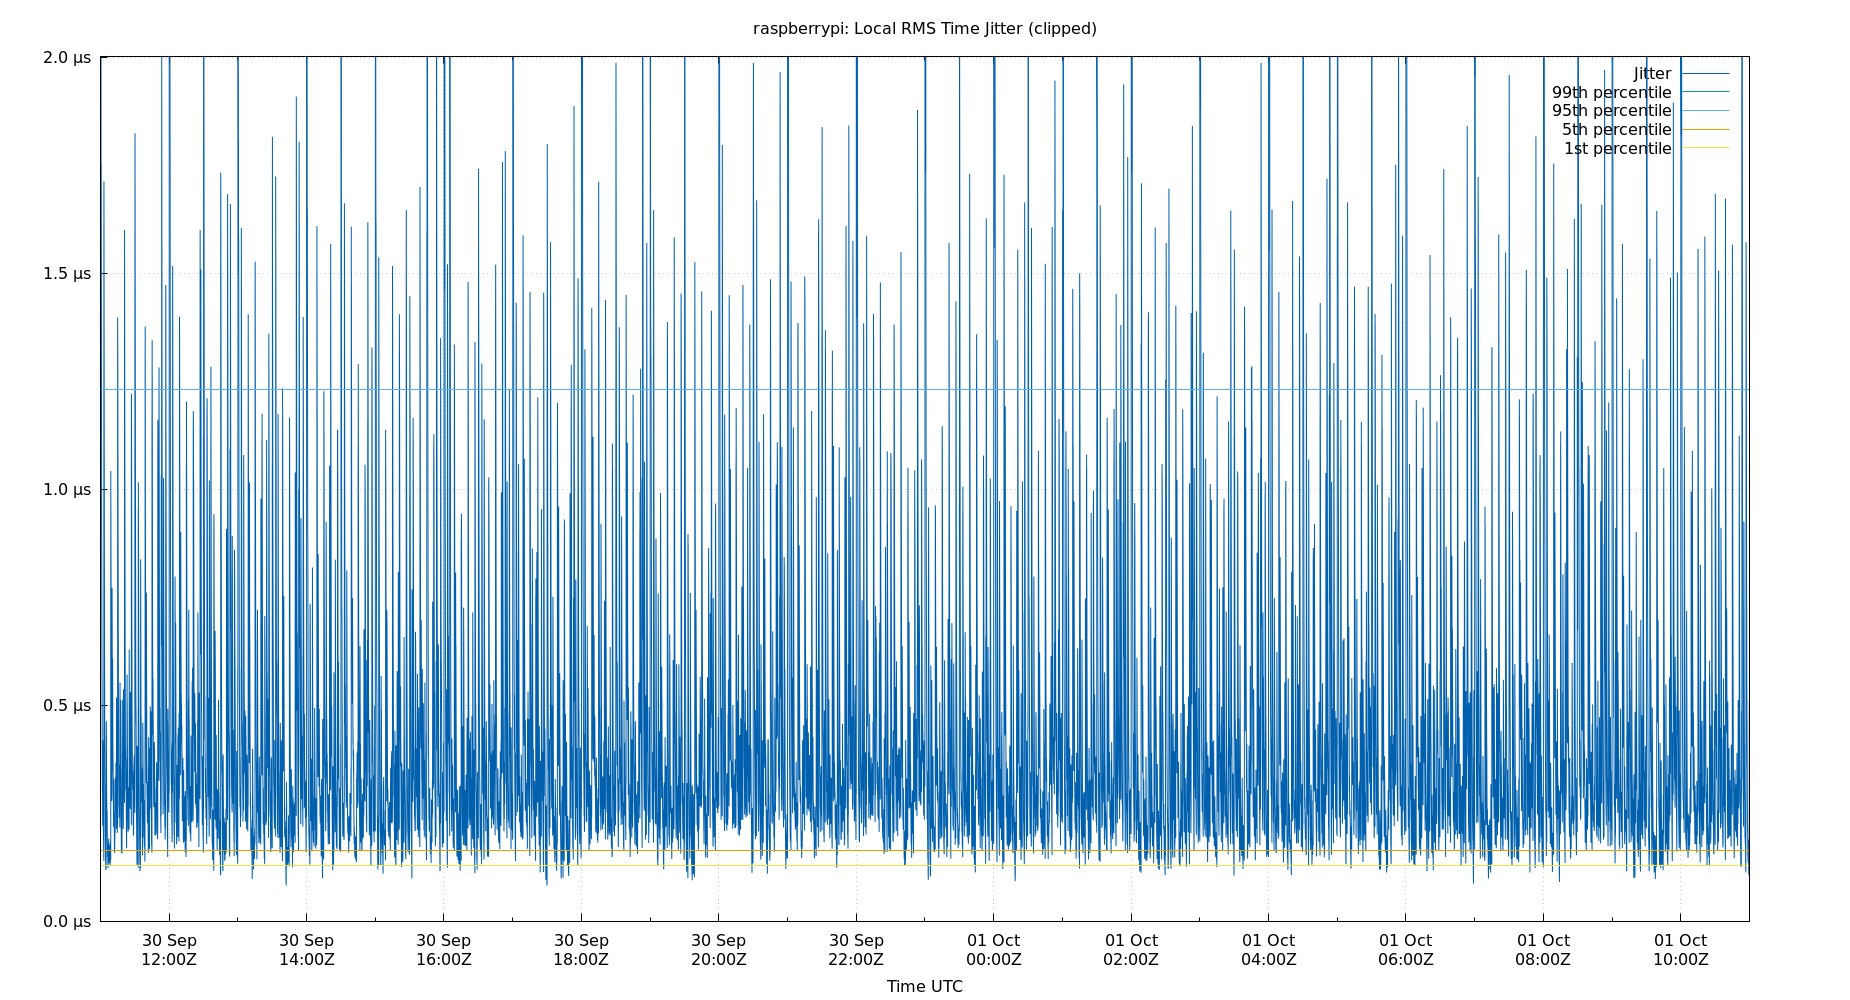 raspberrypi: Local RMS Time Jitter (clipped)
2.0 µs
1.5 µs
1.0 µs
0.5 µs
0.0 µs
Jitter
99th percentile
95th percentile
5th percentile
1st percentile
30 Sep 30 Sep 30 Sep 30 Sep 30 Sep 30 Sep 01 Oct 01 Oct 01 Oct 01 Oct 01 Oct 01 Oct
12:00Z 14:00Z 16:00Z 18:00Z 20:00Z 22:00Z 00:00Z 02:00Z 04:00Z 06:00Z 08:00Z 10:00Z
Time UTC